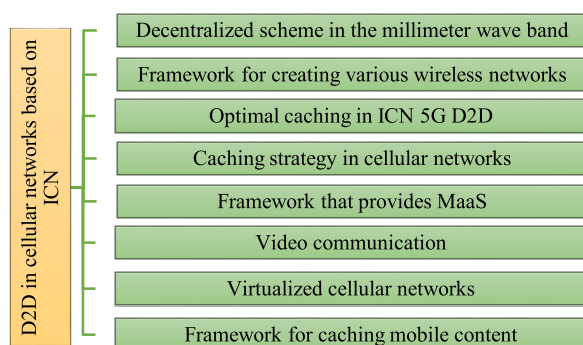 D2D in cellular networks based on
ICN
Decentralized scheme in the millimeter wave band
Framework for creating various wireless networks
Optimal caching in ICN 5G D2D
Caching strategy in cellular networks
Framework that provides MaaS
Video communication
Virtualized cellular networks
Framework for caching mobile content